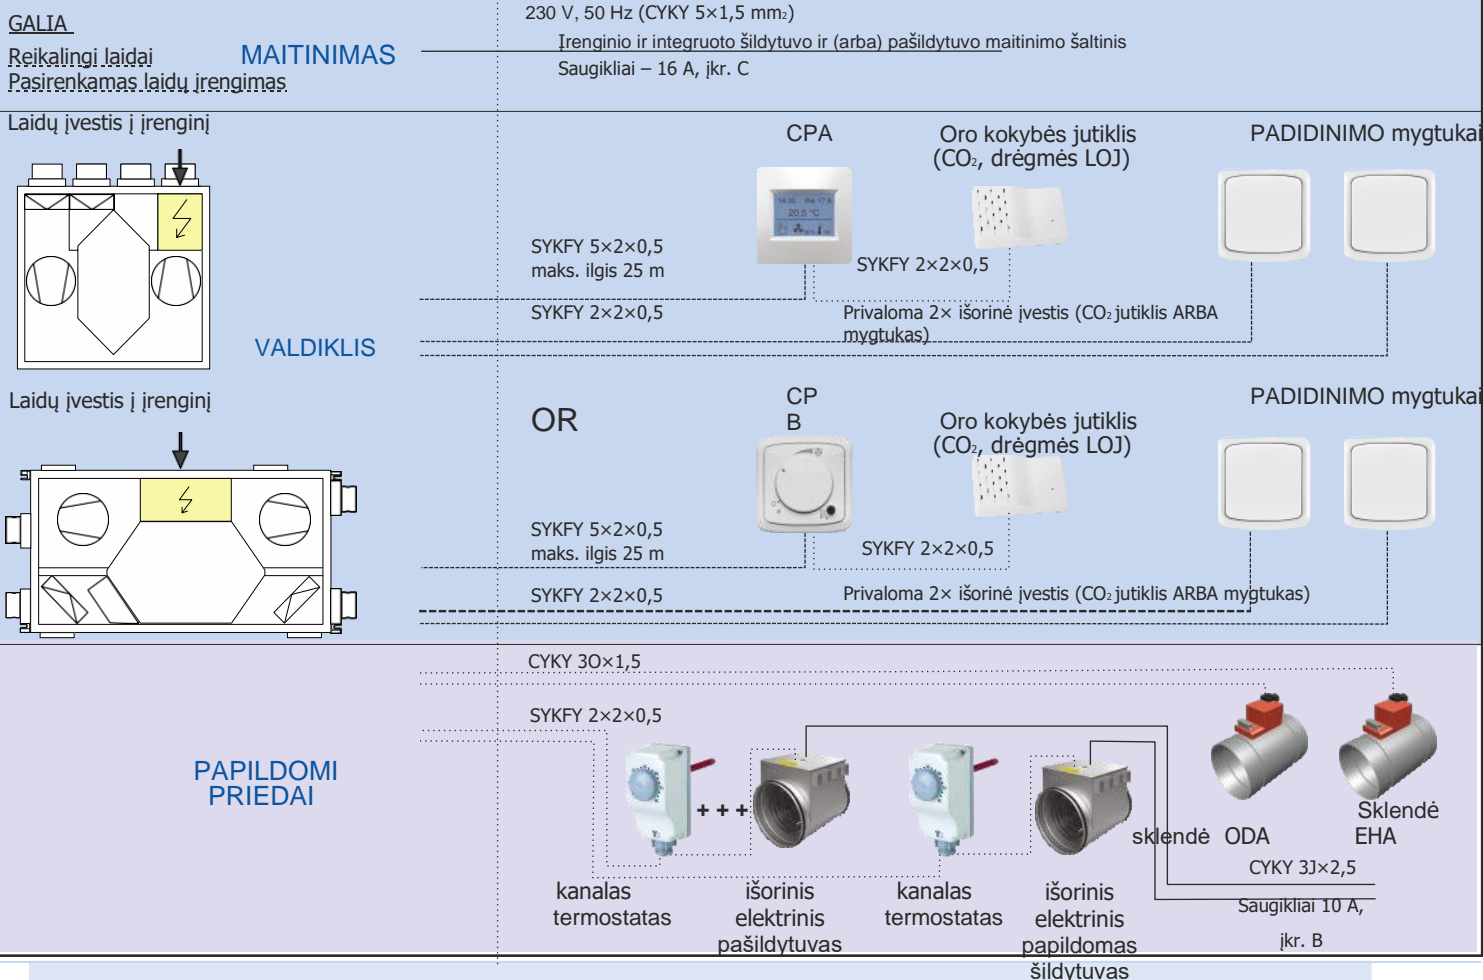 GALIA
Reikalingi laidai
Pasirenkamas laidų įrengimas
MAITINIMAS
230 V, 50 Hz (CYKY 5×1,5 mm₂)
Įrenginio ir integruoto šildytuvo ir (arba) pašildytuvo maitinimo šaltinis
Saugikliai – 16 A, įkr. C
Laidų įvestis į įrenginį
VALDIKLIS
CPA
Oro kokybės jutiklis
(CO₂, drėgmės LOJ)
PADIDINIMO mygtukai
20,5 °C
SYKFY 5×2×0,5
maks. ilgis 25 m
SYKFY 2×2×0,5
SYKFY 2×2×0,5
Privaloma 2× išorinė įvestis (CO₂ jutiklis ARBA
mygtukas)
Laidų įvestis į įrenginį
OR
CP
B
Oro kokybės jutiklis
(CO₂, drėgmės LOJ)
PADIDINIMO mygtukai
SYKFY 5×2×0,5
maks. ilgis 25 m
SYKFY 2×2×0,5
SYKFY 2×2×0,5
Privaloma 2× išorinė įvestis (CO₂ jutiklis ARBA mygtukas)
PAPILDOMI
PRIEDAI
CYKY 3O×1,5
SYKFY 2×2×0,5
+ + +
sklendė ODA
Sklendė
EHA
CYKY 3J×2,5
Saugikliai 10 A,
įkr. B
kanalas
termostatas
išorinis
elektrinis
pašildytuvas
kanalas
termostatas
išorinis
elektrinis
papildomas
šildytuvas